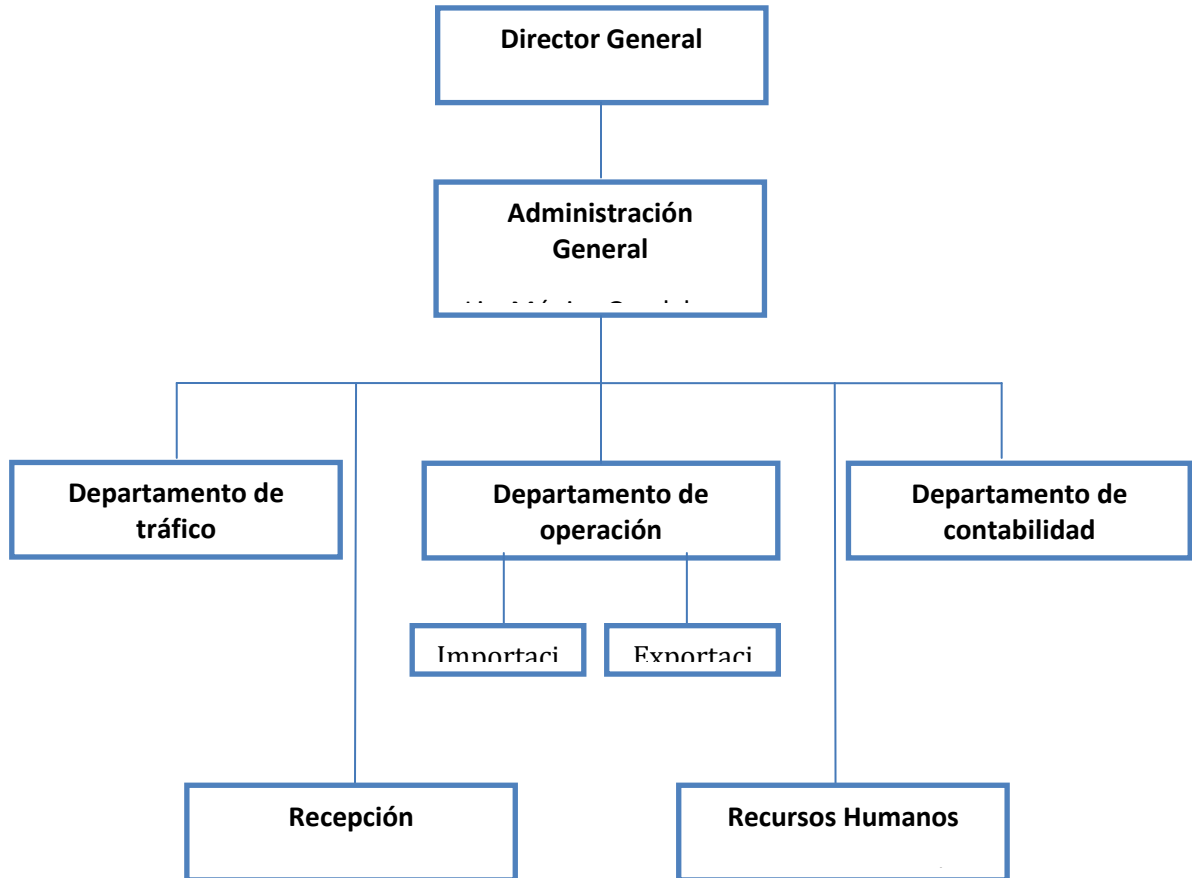 Director General
Administración
General
Departamento de
tráfico
Departamento de
operación
Departamento de
contabilidad
Importaci
Exportaci
Recepción
Recursos Humanos